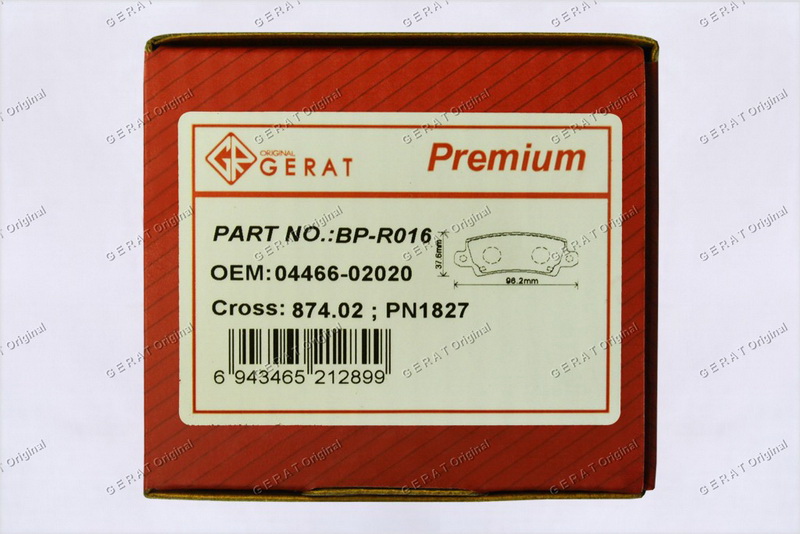 ORIGINAL
GERAT
Premium
PART NO.:BP-R016
OEM:04466-02020
Cross: 874.02 ; PN1827
37.6mm
96.2mm
6 943465 212899
GERAT Original